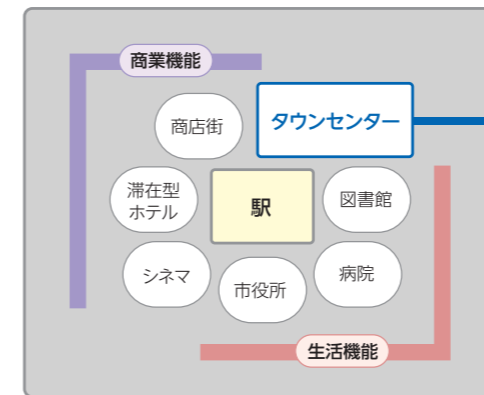 商業機能
商店街
タウンセンター
滞在型
ホテル
駅
図書館
シネマ
市役所
病院
生活機能